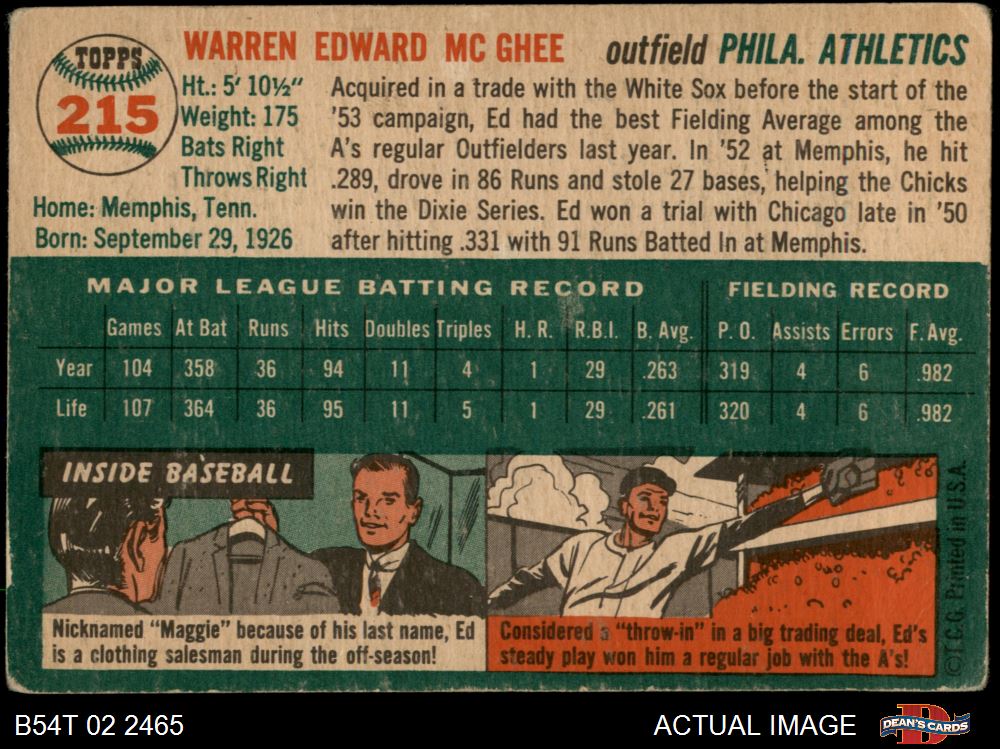 TOPPS
215
WARREN EDWARD MC GHEE outfield PHILA. ATHLETICS
Ht.: 5' 10½"
Weight: 175
Bats Right
Throws Right
Home: Memphis, Tenn.
Born: September 29, 1926
Acquired in a trade with the White Sox before the start of the
'53 campaign, Ed had the best Fielding Average among the
A's regular Outfielders last year. In '52 at Memphis, he hit
.289, drove in 86 Runs and stole 27 bases, helping the Chicks
win the Dixie Series. Ed won a trial with Chicago late in '50
after hitting .331 with 91 Runs Batted In at Memphis.
MAJOR LEAGUE BATTING RECORD FIELDING RECORD
Games At Bat Runs Hits Doubles Triples H. R. R.B.I. B. Avg. P. O. Assists Errors F. Avg.
Year 104 358 36 94 11 4 1 29 .263 319 4 6 .982
Life 107 364 36 95 11 5 1 29 .261 320 4 6 .982
INSIDE BASEBALL
Nicknamed "Maggie" because of his last name, Ed
is a clothing salesman during the off-season!
Considered a "throw-in" in a big trading deal, Ed's
steady play won him a regular job with the A's!
©T.C.G. Printed in U.S.A.
B54T 02 2465 ACTUAL IMAGE
DEAN'S CARDS